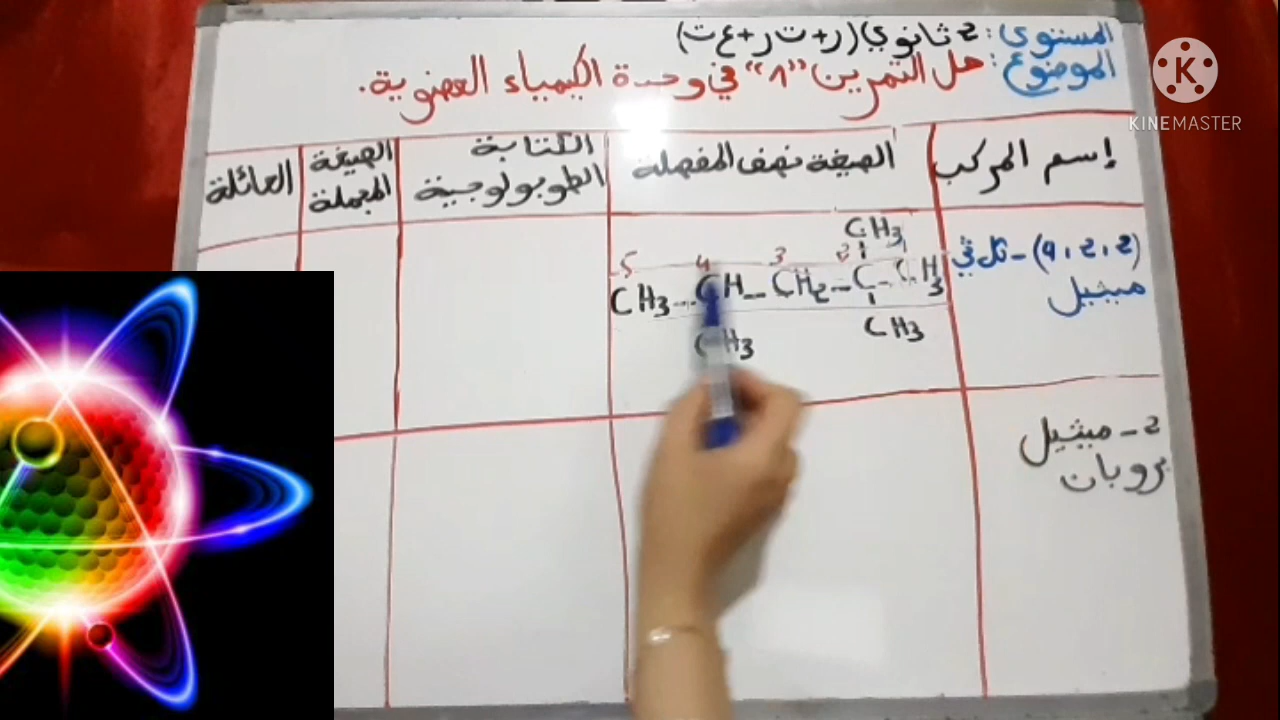 المستوى: 2 ثانوي (ر+ت ر+ع ت)
الموضوع: حل التمرين "8" في وحدة الكيمياء العضوية.
K
KINEMASTER
إسم المركب
الصيغة نصف المفصلة
الكتابة الطوبولوجية
الصيغة المجملة
العائلة
(4,2,2) - ثلاثي
ميثيل
CH3
5 4 3 2
CH3-CH-CH2-C-CH3
CH3 CH3
2 - ميثيل
بروبان